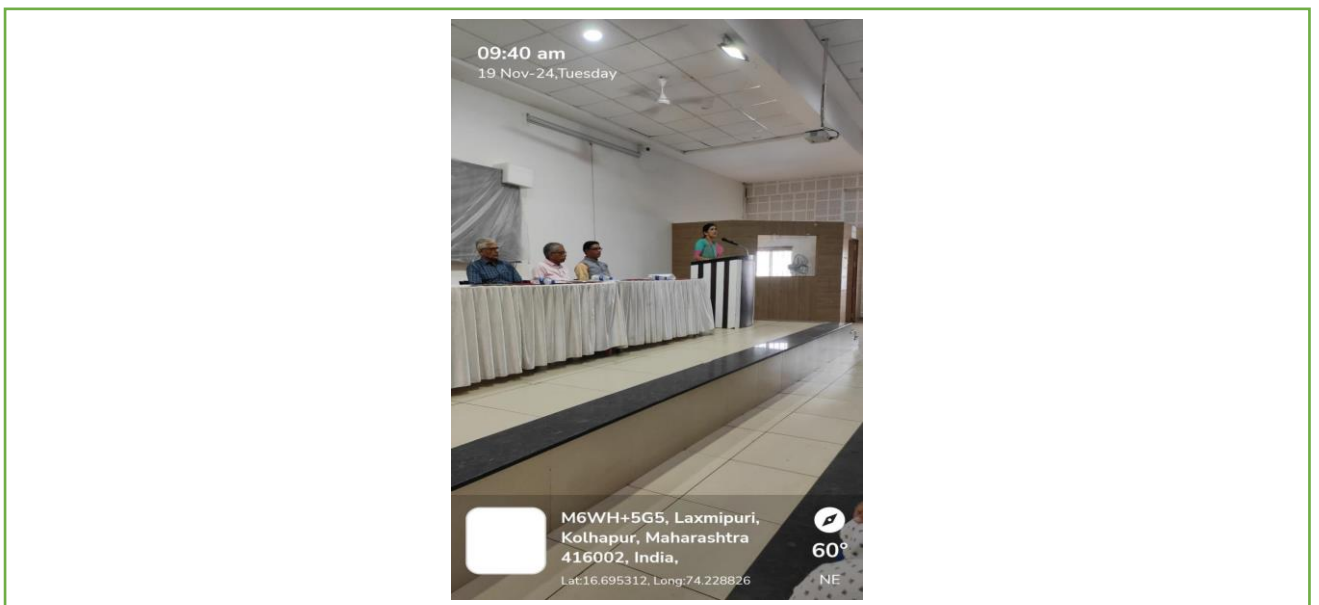 09:40 am
19 Nov-24,Tuesday
M6WH+5G5, Laxmipuri,
Kolhapur, Maharashtra
416002, India,
Lat:16.695312, Long:74.228826
60°
NE